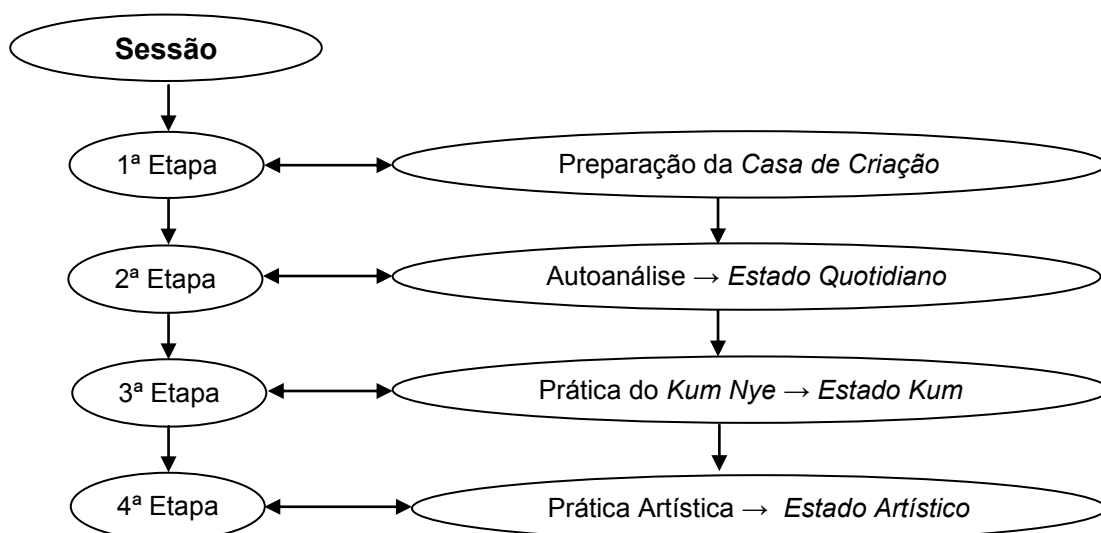 Sessão
1ª Etapa
Preparação da Casa de Criação
2ª Etapa
Autoanálise → Estado Quotidiano
3ª Etapa
Prática do Kum Nye → Estado Kum
4ª Etapa
Prática Artística → Estado Artístico